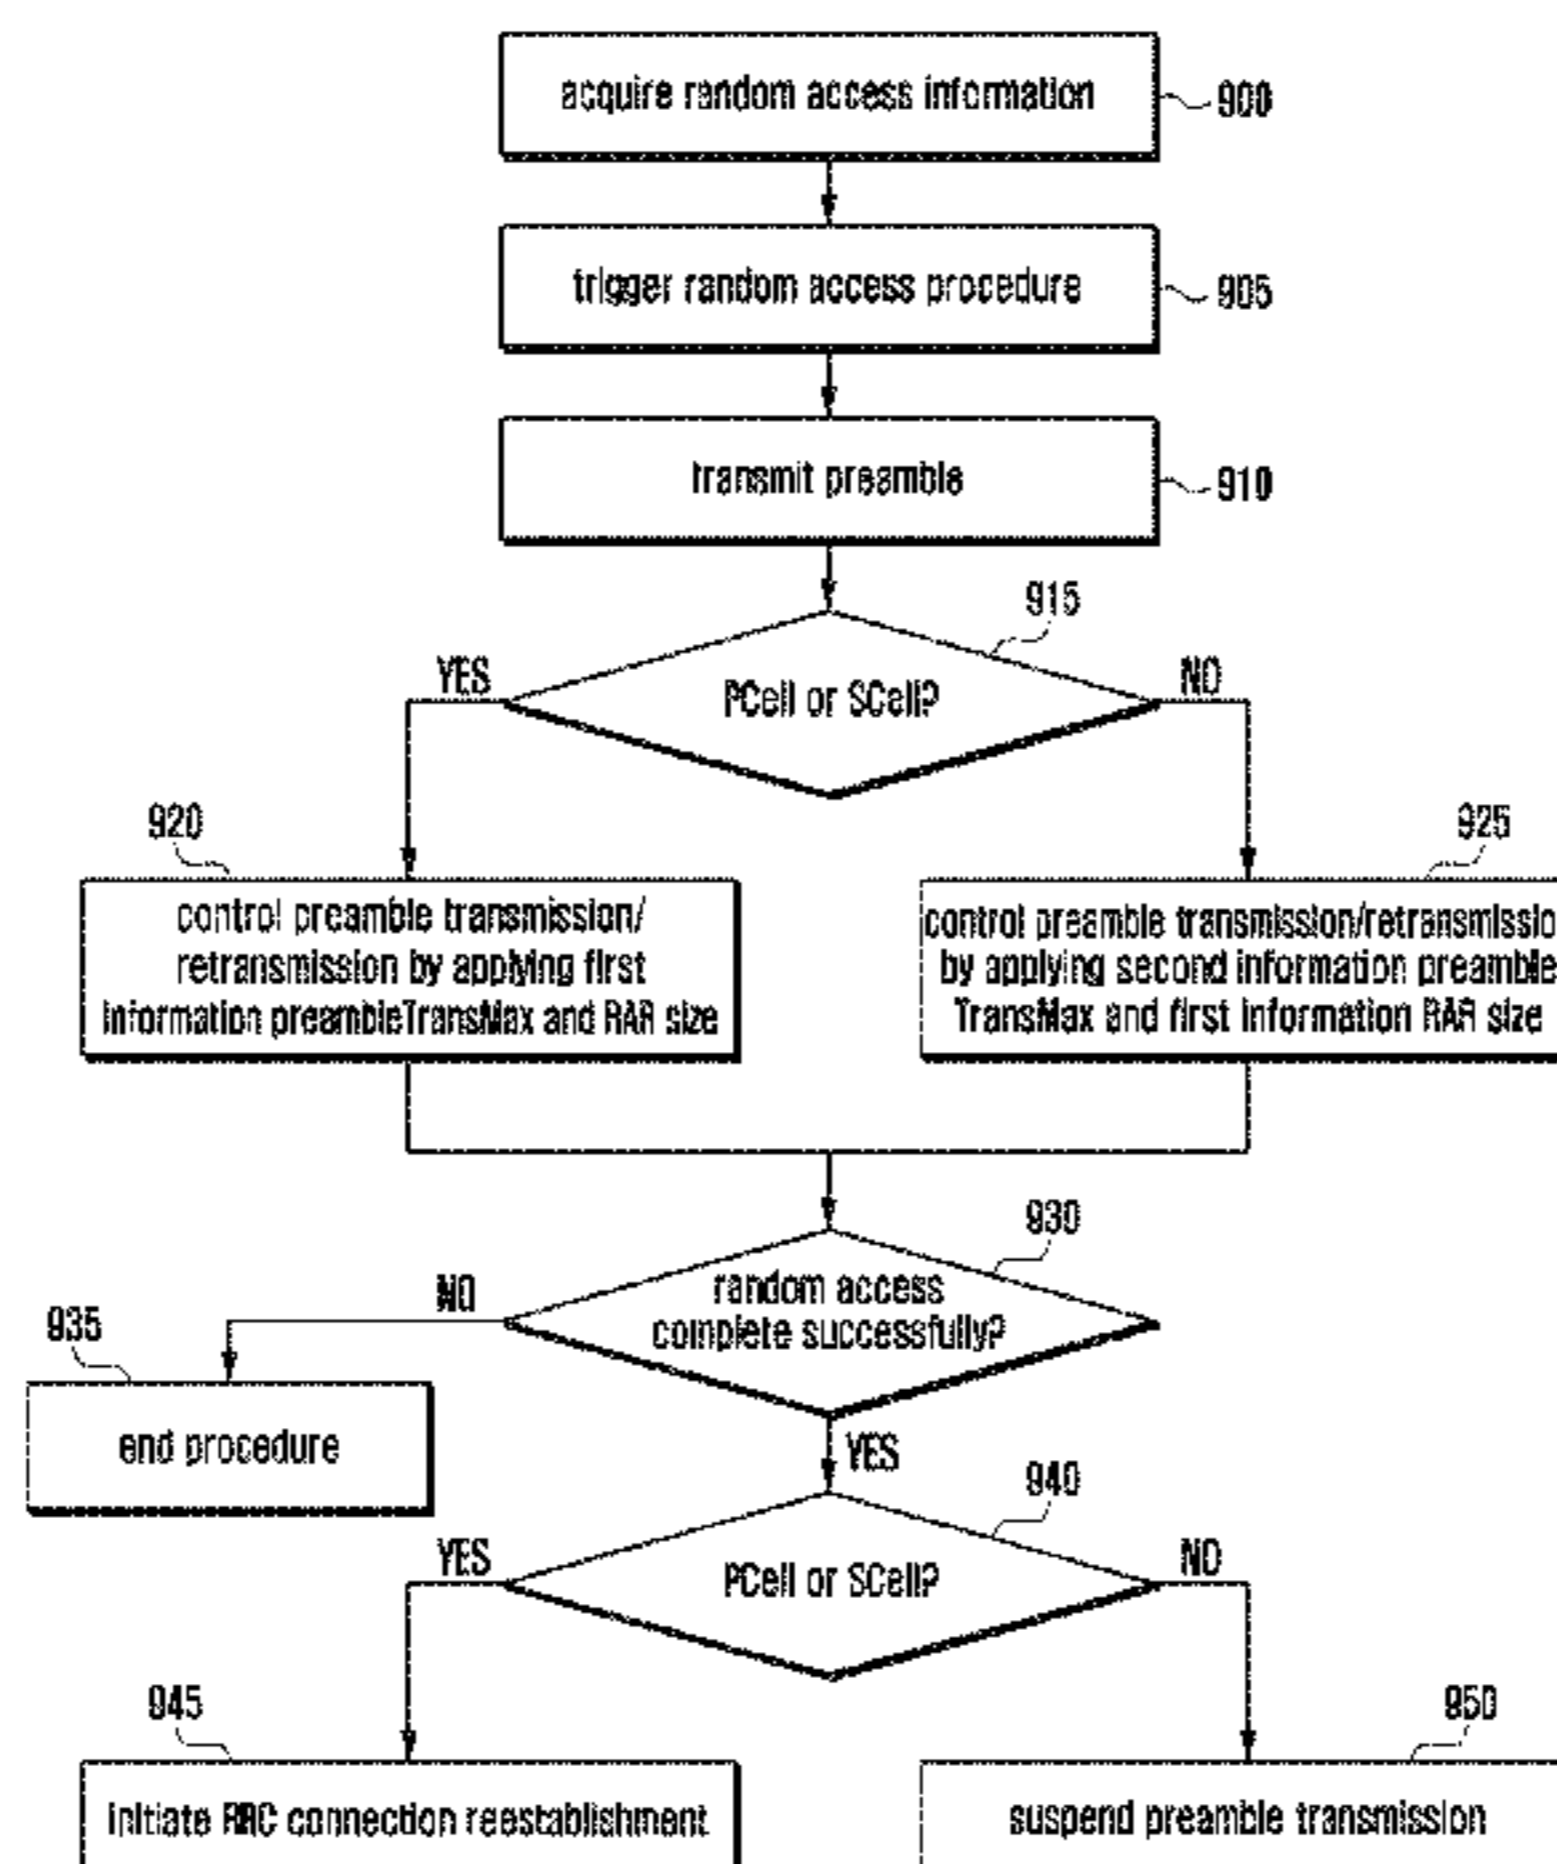 acquire random access information
900
trigger random access procedure
905
transmit preamble
910
915
YES
PCell or SCell?
NO
920
925
control preamble transmission/
retransmission by applying first
information preambleTransMax and RAR size
control preamble transmission/retransmissio
by applying second information preamble
TransMax and first information RAR size
930
NO
random access
complete successfully?
935
end procedure
YES
940
YES
PCell or SCell?
NO
945
950
initiate RRC connection reestablishment
suspend preamble transmission